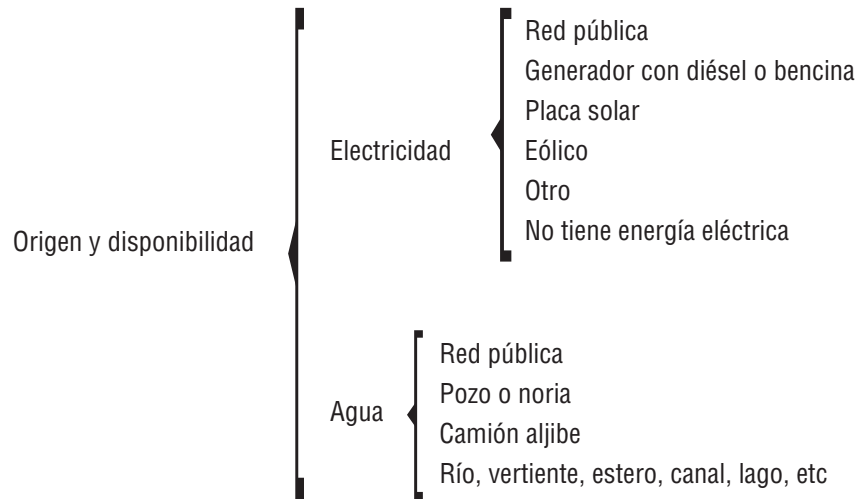 Origen y disponibilidad
Electricidad
Red pública
Generador con diésel o bencina
Placa solar
Eólico
Otro
No tiene energía eléctrica
Agua
Red pública
Pozo o noria
Camión aljibe
Río, vertiente, estero, canal, lago, etc